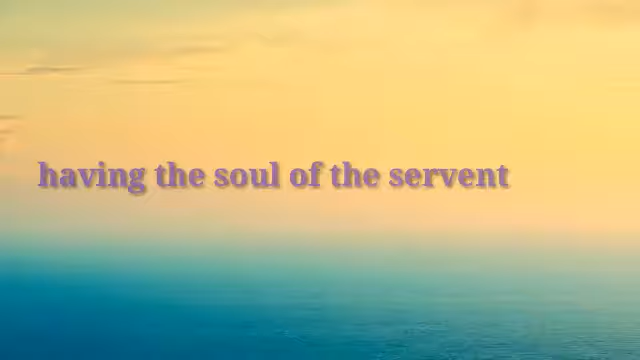 having the soul of the servent